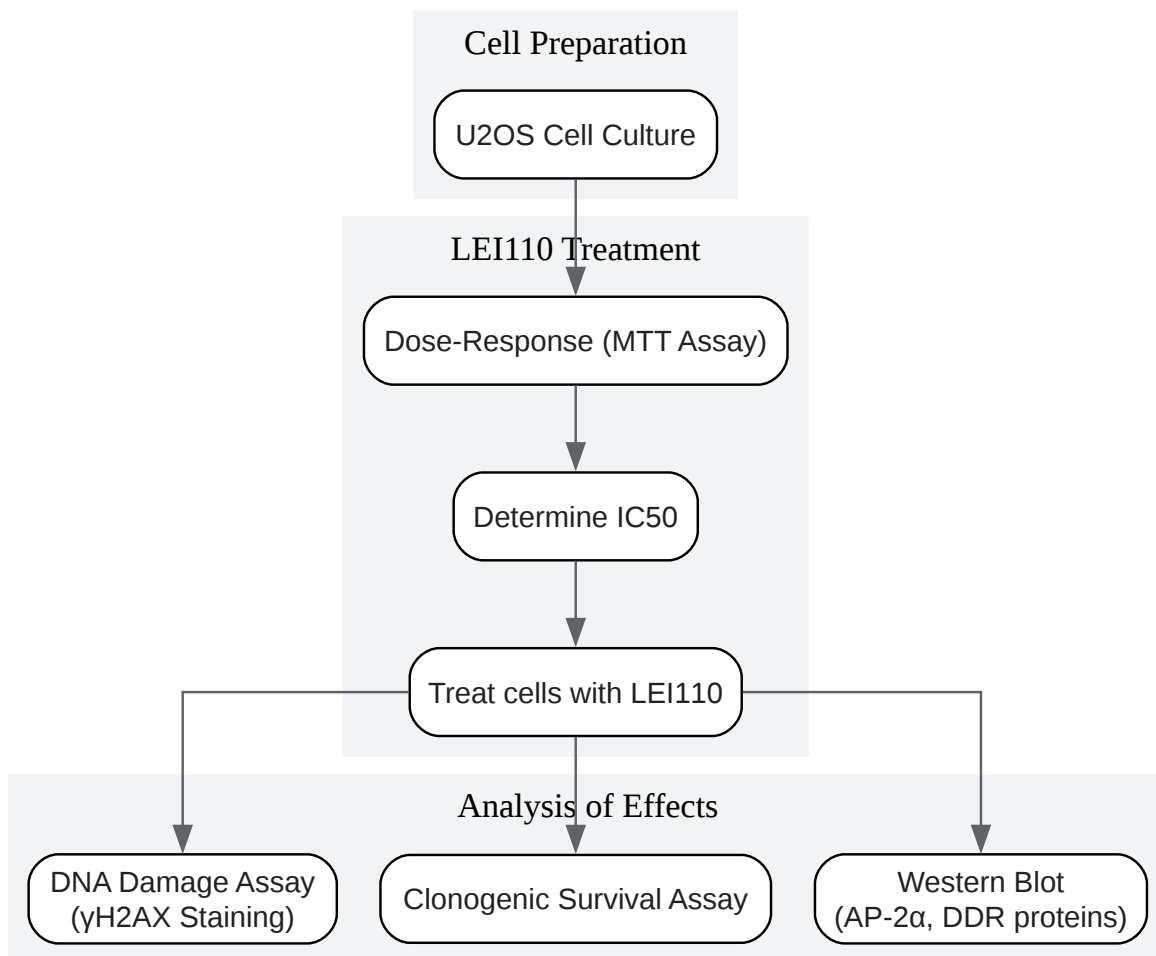 Cell Preparation
U2OS Cell Culture
LEI110 Treatment
Dose-Response (MTT Assay)
Determine IC50
Treat cells with LEI110
Analysis of Effects
DNA Damage Assay
(γH2AX Staining)
Clonogenic Survival Assay
Western Blot
(AP-2α, DDR proteins)